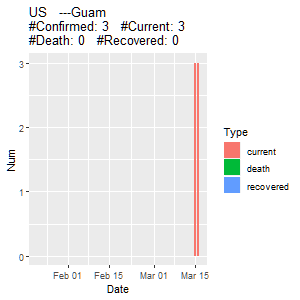 US   ---Guam
#Confirmed: 3   #Current: 3
#Death: 0   #Recovered: 0
3
2
1
0
Num
Feb 01
Feb 15
Mar 01
Mar 15
Date
Type
current
death
recovered